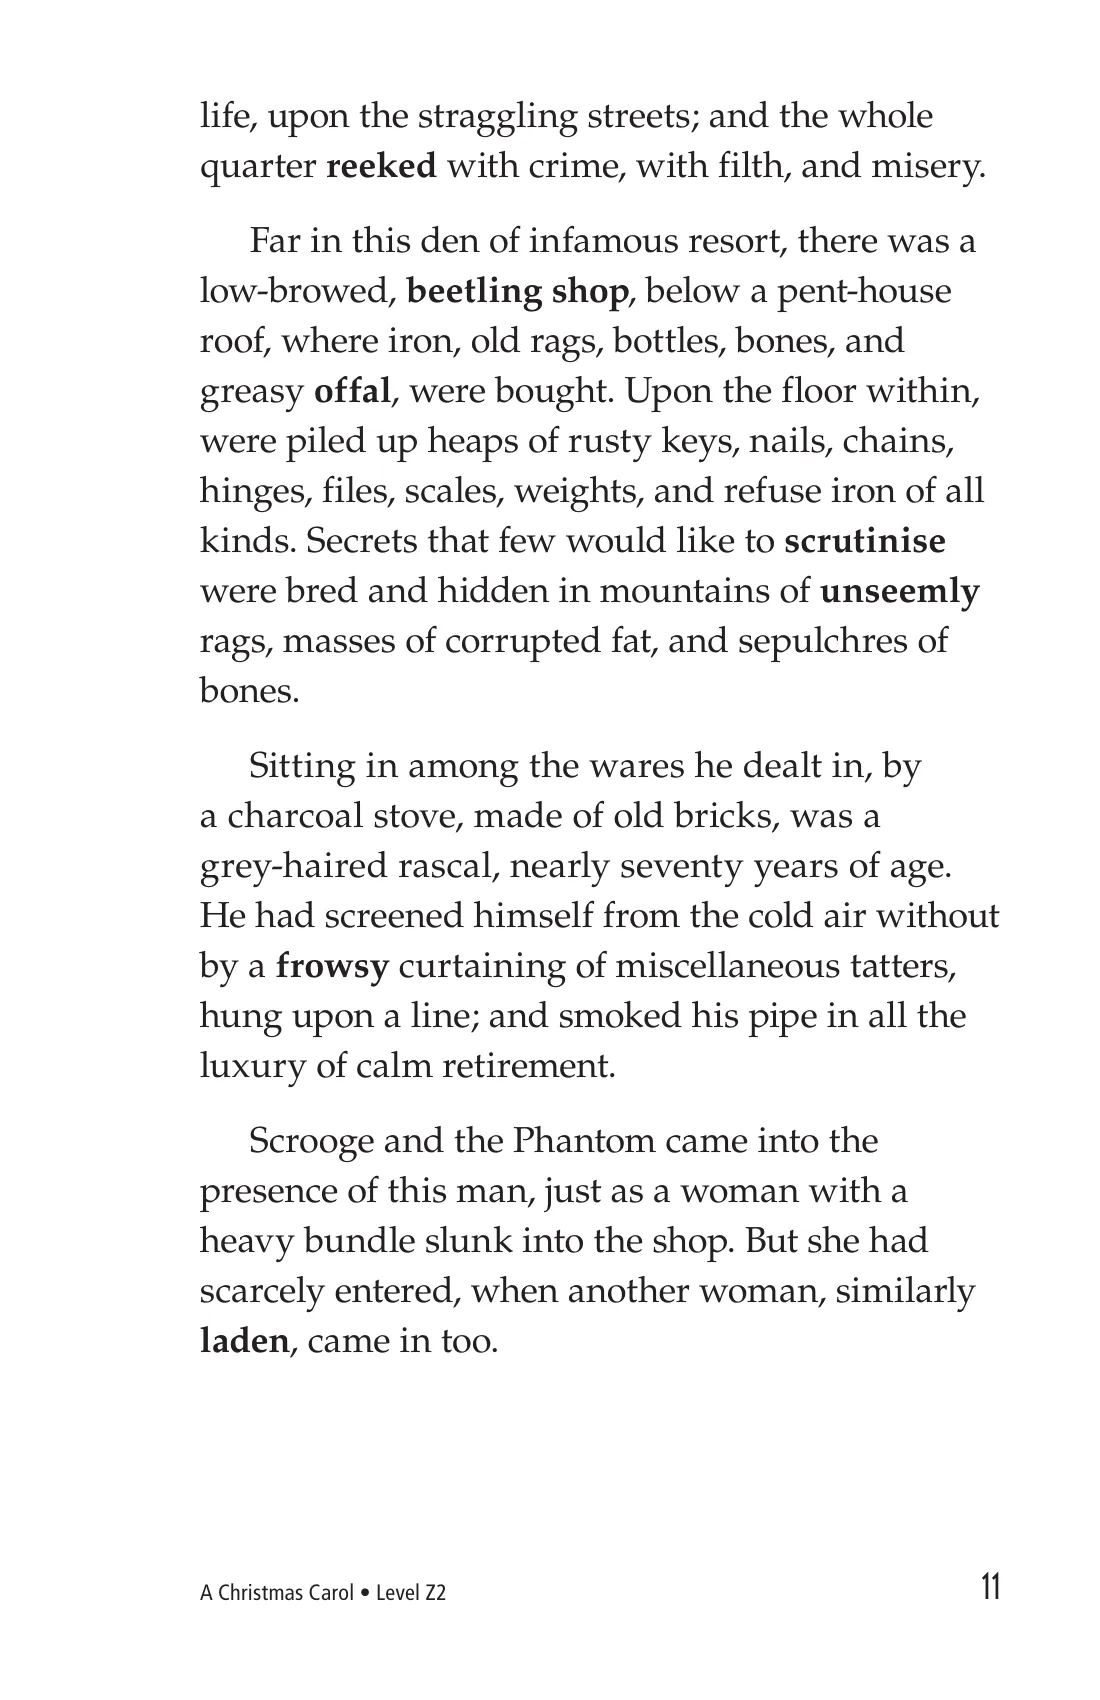 life, upon the straggling streets; and the whole
quarter reeked with crime, with filth, and misery.
Far in this den of infamous resort, there was a
low-browed, beetling shop, below a pent-house
roof, where iron, old rags, bottles, bones, and
greasy offal, were bought. Upon the floor within,
were piled up heaps of rusty keys, nails, chains,
hinges, files, scales, weights, and refuse iron of all
kinds. Secrets that few would like to scrutinise
were bred and hidden in mountains of unseemly
rags, masses of corrupted fat, and sepulchres of
bones.
Sitting in among the wares he dealt in, by
a charcoal stove, made of old bricks, was a
grey-haired rascal, nearly seventy years of age.
He had screened himself from the cold air without
by a frowsy curtaining of miscellaneous tatters,
hung upon a line; and smoked his pipe in all the
luxury of calm retirement.
Scrooge and the Phantom came into the
presence of this man, just as a woman with a
heavy bundle slunk into the shop. But she had
scarcely entered, when another woman, similarly
laden, came in too.
A Christmas Carol • Level Z2
11